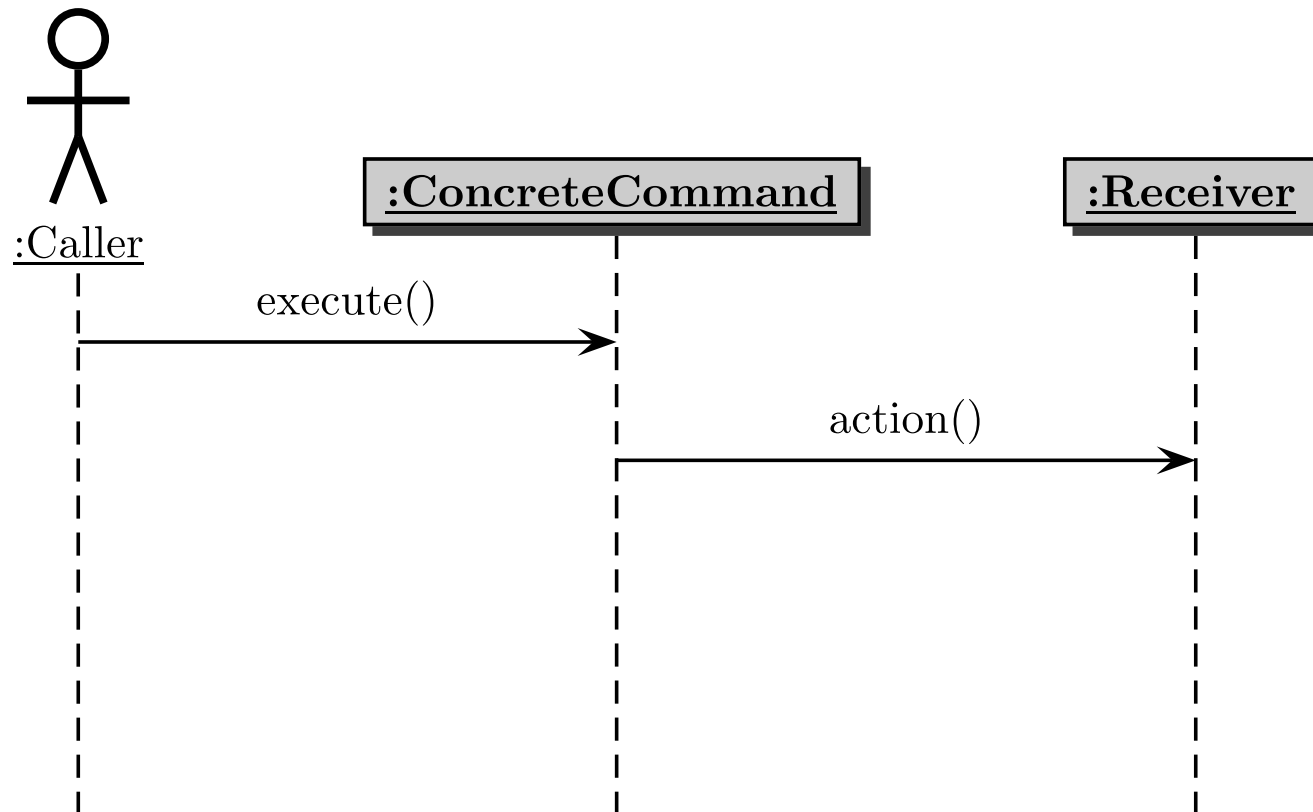 :ConcreteCommand
:Receiver
:Caller
execute()
action()